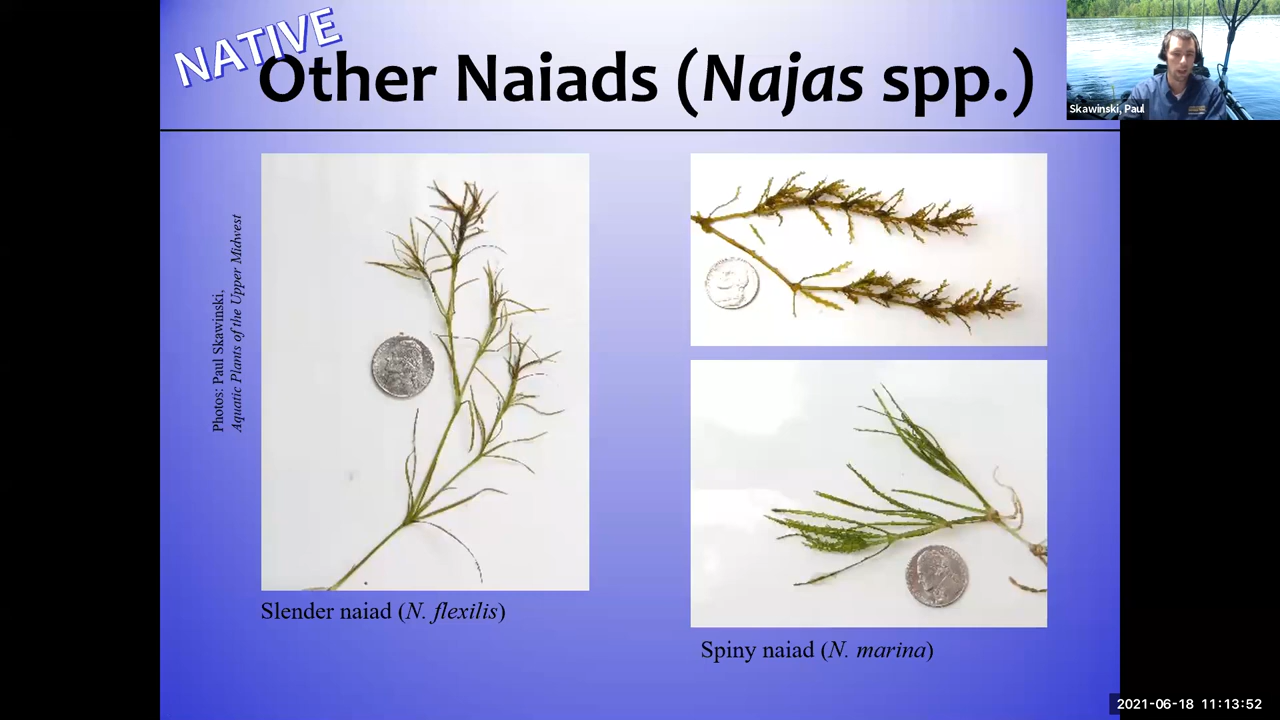 NATIVE
Other Naiads (Najas spp.)
Skawinski, Paul
Photos: Paul Skawinski,
Aquatic Plants of the Upper Midwest
Slender naiad (N. flexilis)
Spiny naiad (N. marina)
2021-06-18 11:13:52